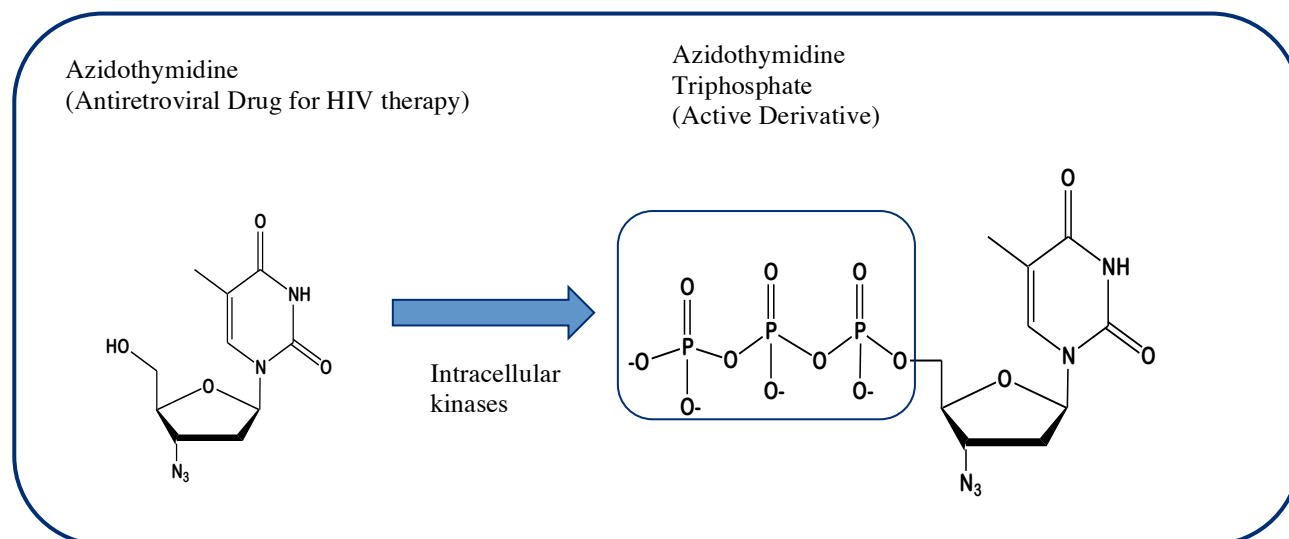 Azidothymidine
(Antiretroviral Drug for HIV therapy)
Azidothymidine
Triphosphate
(Active Derivative)
O
NH
HO
O
N
O
N3
Intracellular
kinases
O
O
O
O
NH
P
P
P
-O
O
O
O
N
O
O-
O-
O-
O
N3